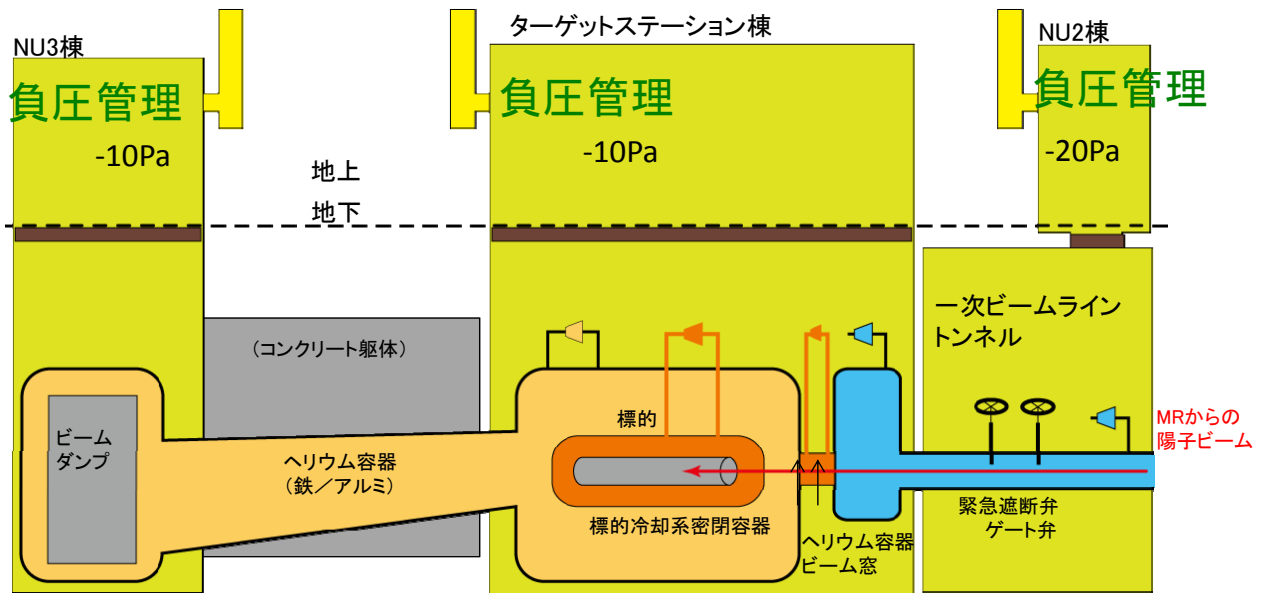 NU3棟
負圧管理
-10Pa
ターゲットステーション棟
負圧管理
-10Pa
NU2棟
負圧管理
-20Pa
地上
地下
一次ビームライン
トンネル
(コンクリート躯体)
MRからの
陽子ビーム
ビーム
ダンプ
ヘリウム容器
(鉄/アルミ)
標的
標的冷却系密閉容器
ヘリウム容器
ビーム窓
緊急遮断弁
ゲート弁